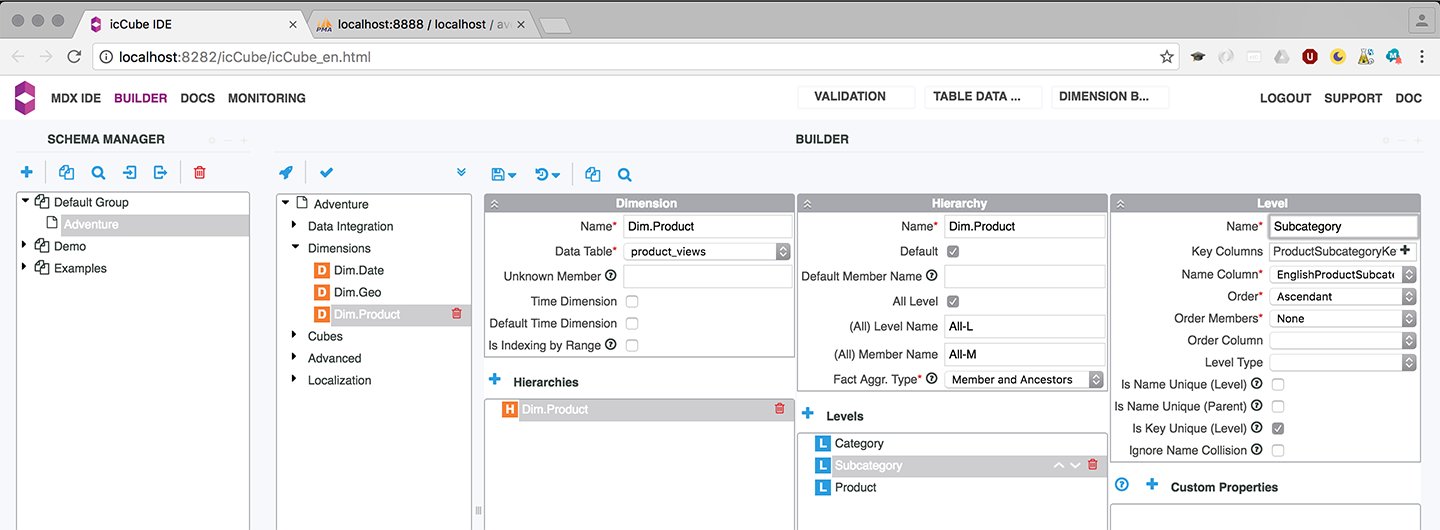 icCube IDE
PMA localhost:8888 / localhost / av
localhost:8282/icCube/icCube_en.html
MDX IDE BUILDER DOCS MONITORING VALIDATION TABLE DATA ... DIMENSION B... LOGOUT SUPPORT DOC
SCHEMA MANAGER
Default Group
Adventure
Demo
Examples
BUILDER
Adventure
Data Integration
Dimensions
D Dim.Date
D Dim.Geo
D Dim.Product
Cubes
Advanced
Localization
Dimension
Name* Dim.Product
Data Table* product_views
Unknown Member ?
Time Dimension
Default Time Dimension
Is Indexing by Range ?
Hierarchies
H Dim.Product
Hierarchy
Name* Dim.Product
Default
Default Member Name ?
All Level
(All) Level Name All-L
(All) Member Name All-M
Fact Aggr. Type* ? Member and Ancestors
Levels
L Category
L Subcategory
L Product
Level
Name* Subcategory
Key Columns ProductSubcategoryKe
Name Column* EnglishProductSubcate
Order* Ascendant
Order Members* None
Order Column
Level Type
Is Name Unique (Level) ?
Is Name Unique (Parent) ?
Is Key Unique (Level) ?
Ignore Name Collision ?
? Custom Properties